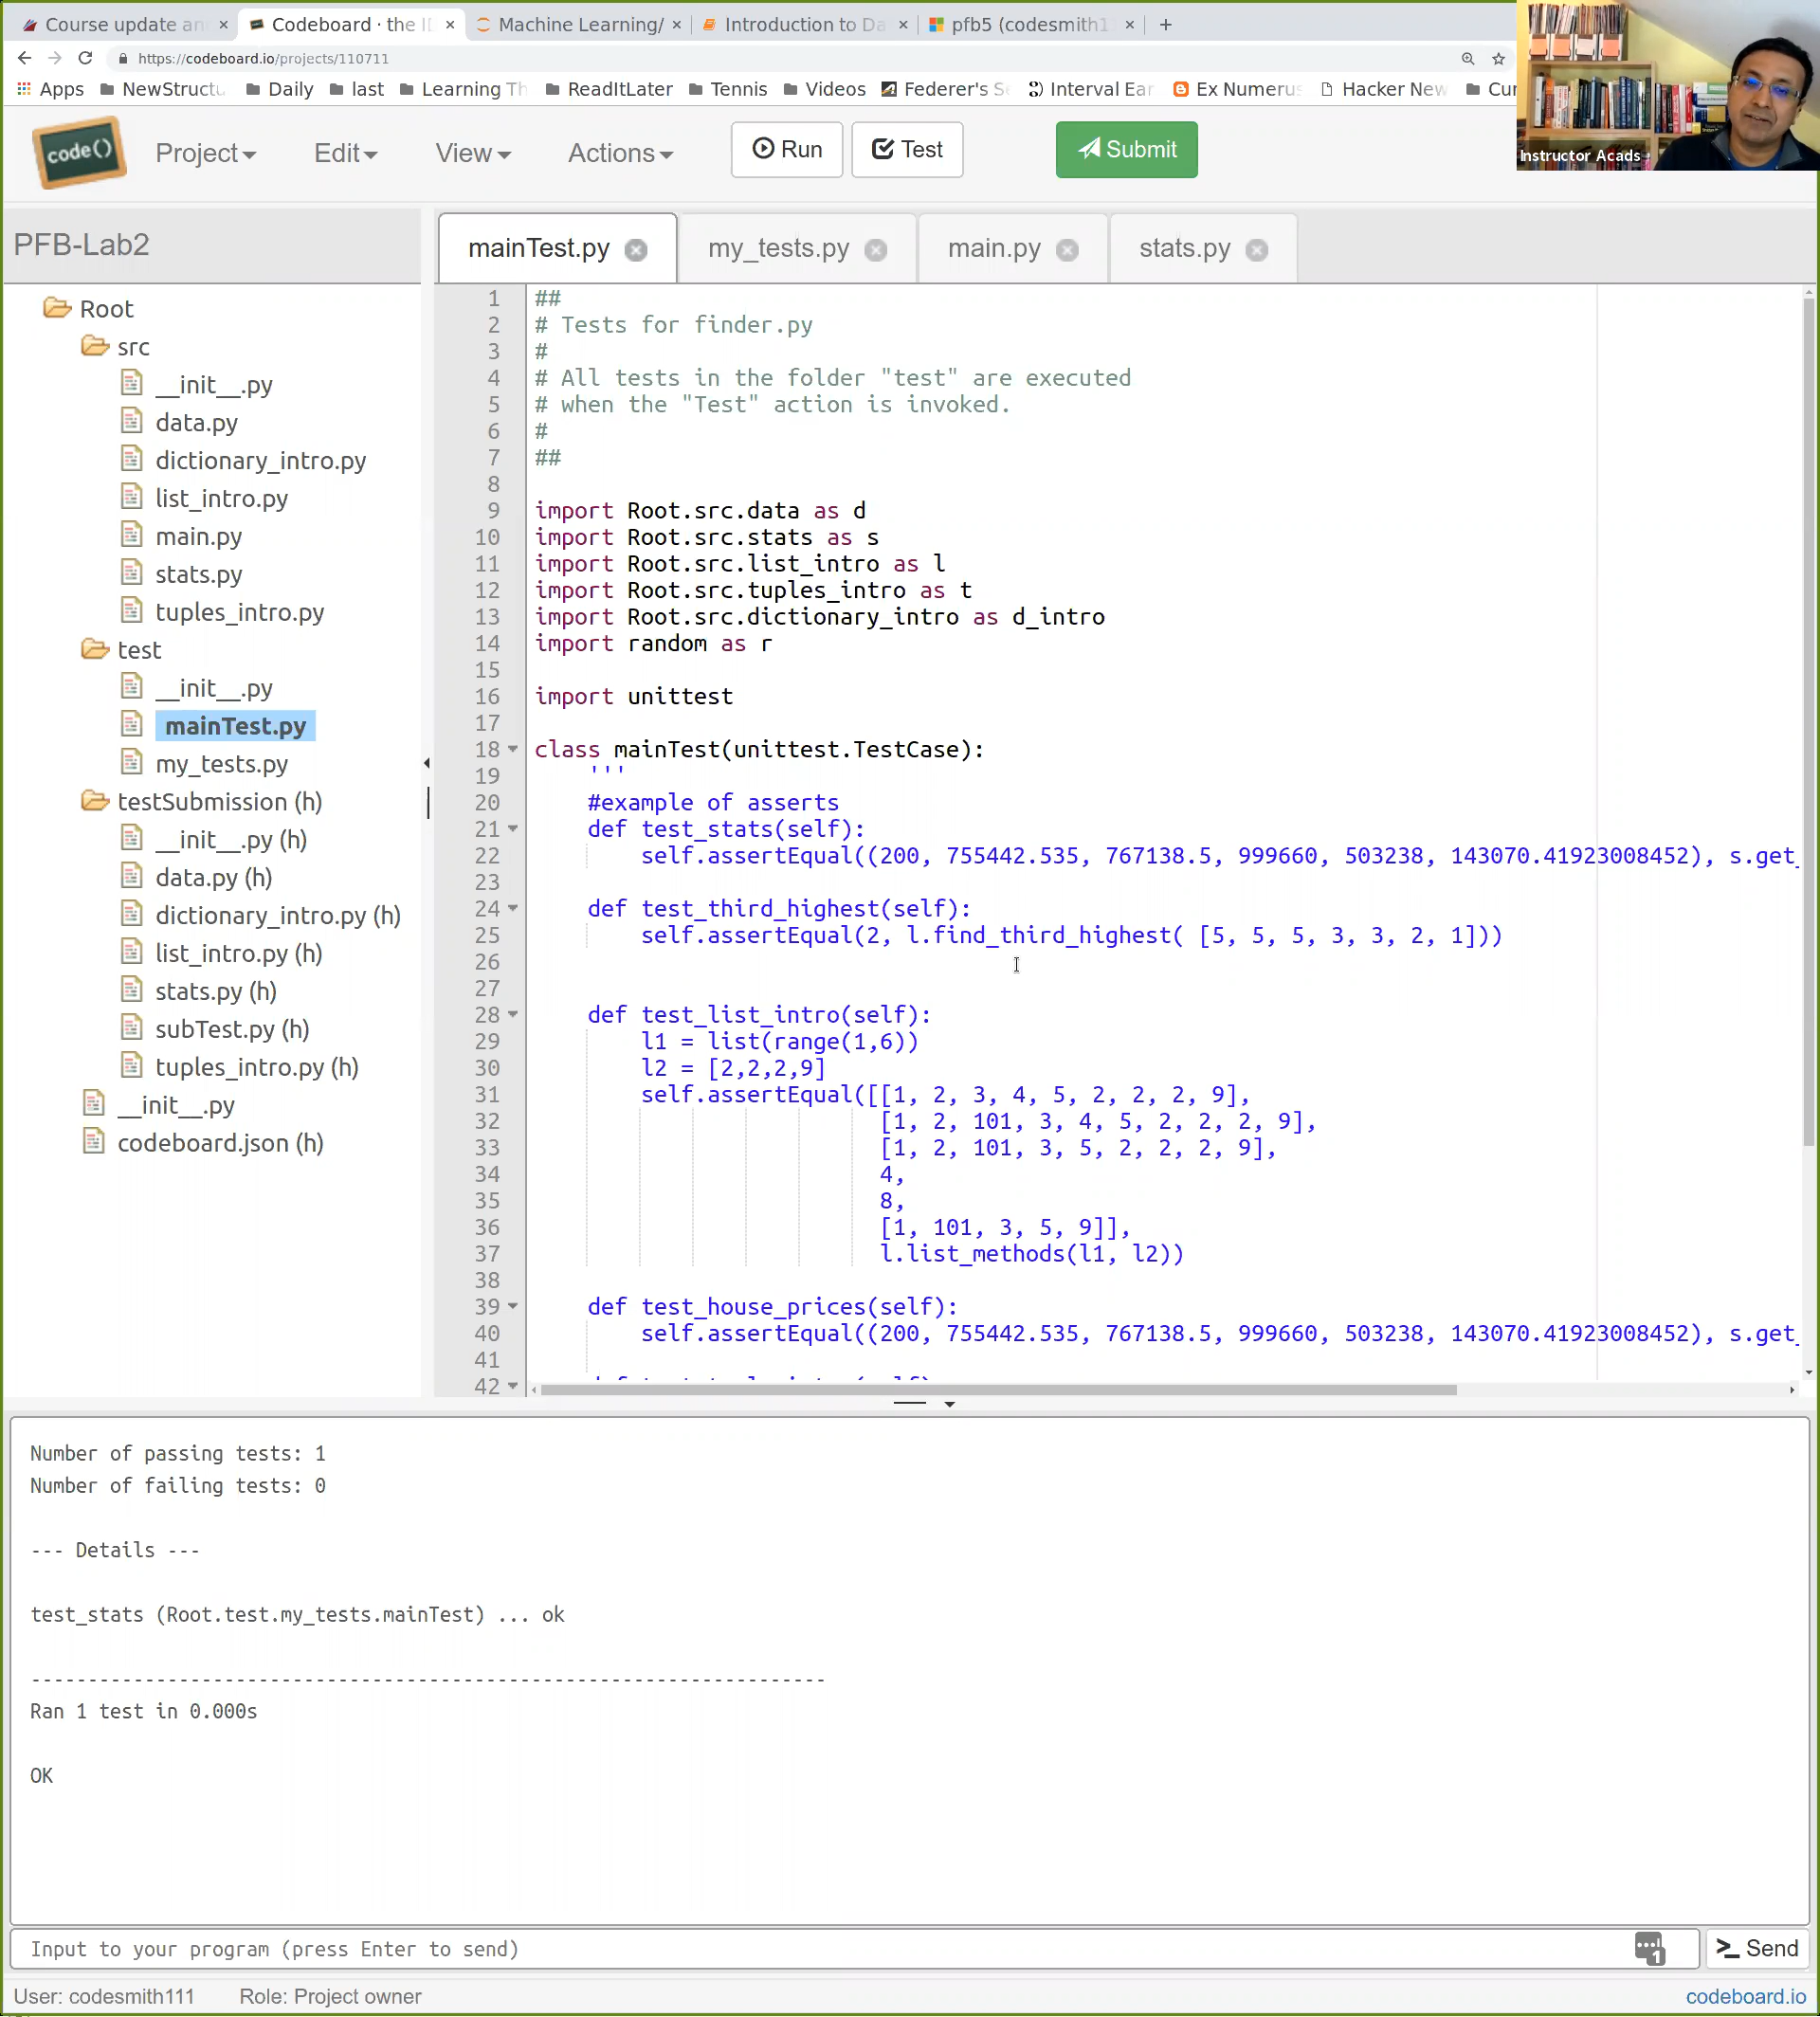 Course update an
Codeboard · the I
Machine Learning/
Introduction to Da
pfb5 (codesmith1
https://codeboard.io/projects/110711
Apps NewStructu Daily last Learning Th ReadItLater Tennis Videos Federer's S Interval Ear Ex Numerus Hacker New Cur
Instructor Acads
code() Project Edit View Actions Run Test Submit
PFB-Lab2
mainTest.py my_tests.py main.py stats.py
Root
src
__init__.py
data.py
dictionary_intro.py
list_intro.py
main.py
stats.py
tuples_intro.py
test
__init__.py
mainTest.py
my_tests.py
testSubmission (h)
__init__.py (h)
data.py (h)
dictionary_intro.py (h)
list_intro.py (h)
stats.py (h)
subTest.py (h)
tuples_intro.py (h)
__init__.py
codeboard.json (h)
1 ##
2 # Tests for finder.py
3 #
4 # All tests in the folder "test" are executed
5 # when the "Test" action is invoked.
6 #
7 ##
8
9 import Root.src.data as d
10 import Root.src.stats as s
11 import Root.src.list_intro as l
12 import Root.src.tuples_intro as t
13 import Root.src.dictionary_intro as d_intro
14 import random as r
15
16 import unittest
17
18 class mainTest(unittest.TestCase):
19 '''
20 #example of asserts
21 def test_stats(self):
22 self.assertEqual((200, 755442.535, 767138.5, 999660, 503238, 143070.41923008452), s.get_
23
24 def test_third_highest(self):
25 self.assertEqual(2, l.find_third_highest( [5, 5, 5, 3, 3, 2, 1]))
26
27
28 def test_list_intro(self):
29 l1 = list(range(1,6))
30 l2 = [2,2,2,9]
31 self.assertEqual([[1, 2, 3, 4, 5, 2, 2, 2, 9],
32 [1, 2, 101, 3, 4, 5, 2, 2, 2, 9],
33 [1, 2, 101, 3, 5, 2, 2, 2, 9],
34 4,
35 8,
36 [1, 101, 3, 5, 9]],
37 l.list_methods(l1, l2))
38
39 def test_house_prices(self):
40 self.assertEqual((200, 755442.535, 767138.5, 999660, 503238, 143070.41923008452), s.get_
41
42
Number of passing tests: 1
Number of failing tests: 0
--- Details ---
test_stats (Root.test.my_tests.mainTest) ... ok
----------------------------------------------------------------------
Ran 1 test in 0.000s
OK
Input to your program (press Enter to send)
1
>_ Send
User: codesmith111 Role: Project owner
codeboard.io